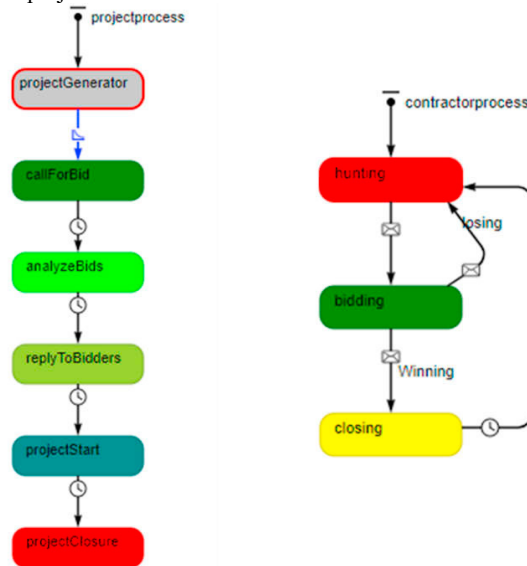 projectprocess
projectGenerator
callForBid
analyzeBids
replyToBidders
projectStart
projectClosure
contractorprocess
hunting
losing
bidding
Winning
closing